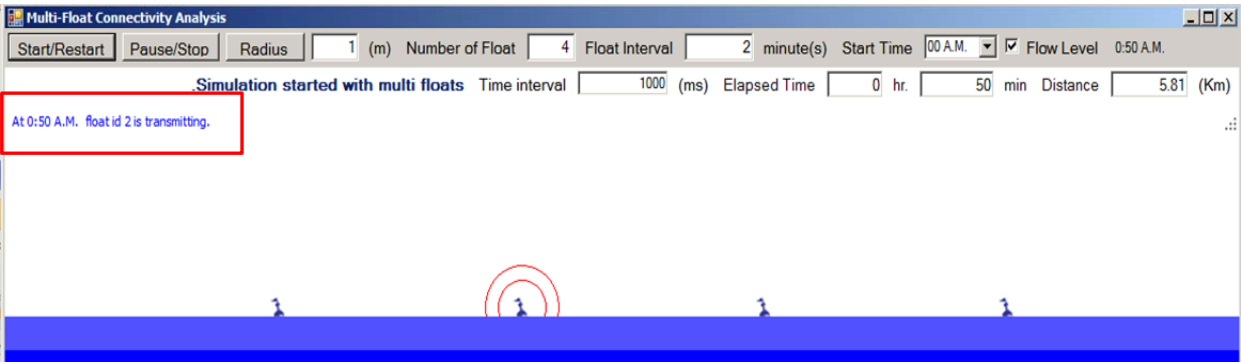 Multi-Float Connectivity Analysis
Start/Restart Pause/Stop Radius 1 (m) Number of Float 4 Float Interval 2 minute(s) Start Time 00 A.M. Flow Level 0:50 A.M.
.Simulation started with multi floats Time interval 1000 (ms) Elapsed Time 0 hr. 50 min Distance 5.81 (Km)
At 0:50 A.M. float id 2 is transmitting.